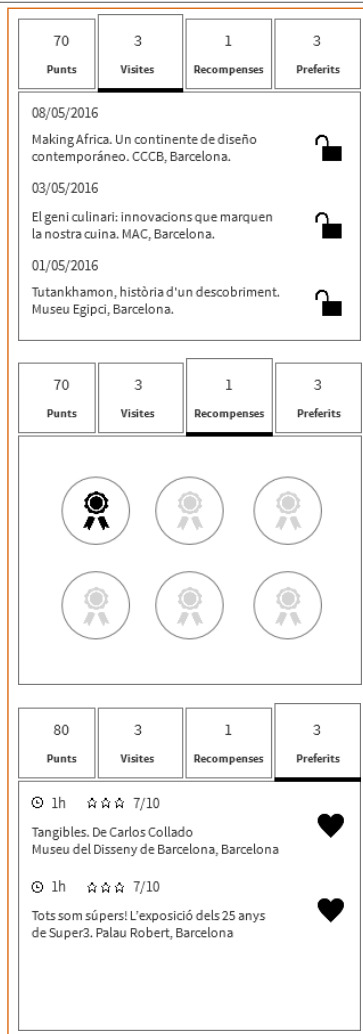 70 3 1 3
Punts Visites Recompenses Preferits
08/05/2016
Making Africa. Un continente de diseño
contemporáneo. CCCB, Barcelona.
03/05/2016
El geni culinari: innovacions que marquen
la nostra cuina. MAC, Barcelona.
01/05/2016
Tutankhamon, història d'un descobriment.
Museu Egipci, Barcelona.
70 3 1 3
Punts Visites Recompenses Preferits
80 3 1 3
Punts Visites Recompenses Preferits
1h 7/10
Tangibles. De Carlos Collado
Museu del Disseny de Barcelona, Barcelona
1h 7/10
Tots som súpers! L'exposició dels 25 anys
de Super3. Palau Robert, Barcelona